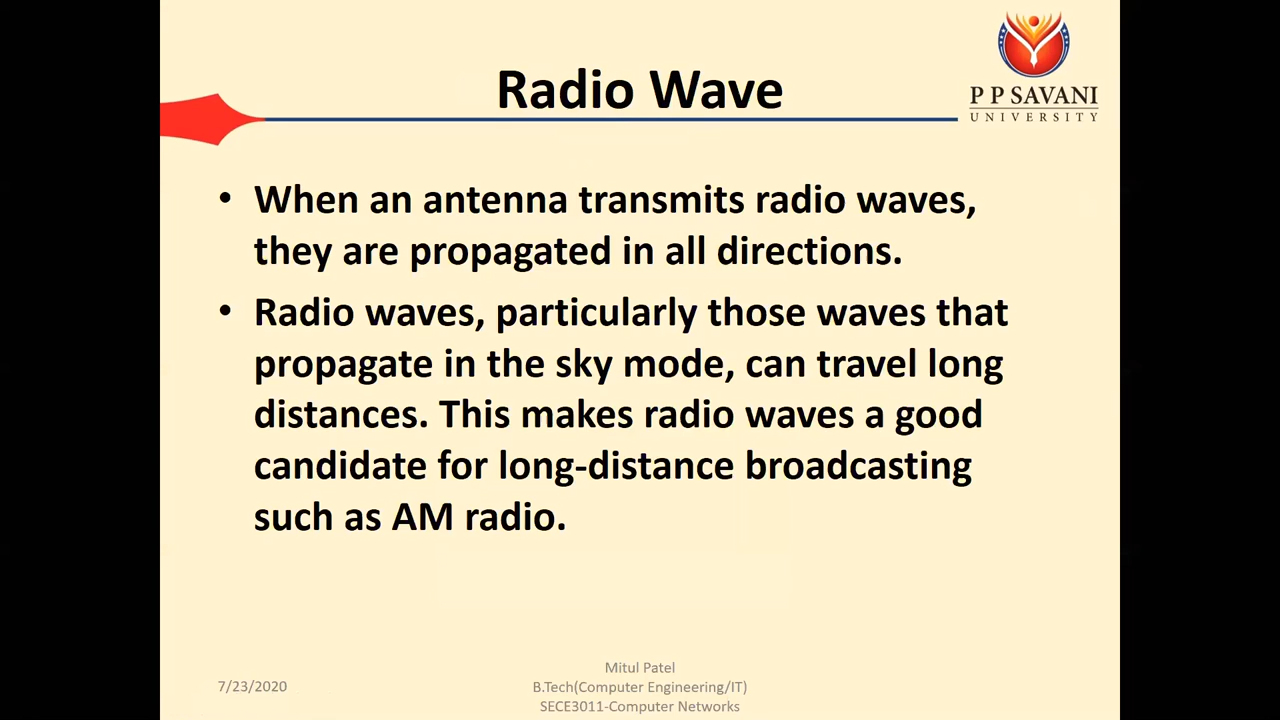 Radio Wave
P P SAVANI
UNIVERSITY
• When an antenna transmits radio waves,
they are propagated in all directions.
• Radio waves, particularly those waves that
propagate in the sky mode, can travel long
distances. This makes radio waves a good
candidate for long-distance broadcasting
such as AM radio.
7/23/2020
Mitul Patel
B.Tech(Computer Engineering/IT)
SECE3011-Computer Networks